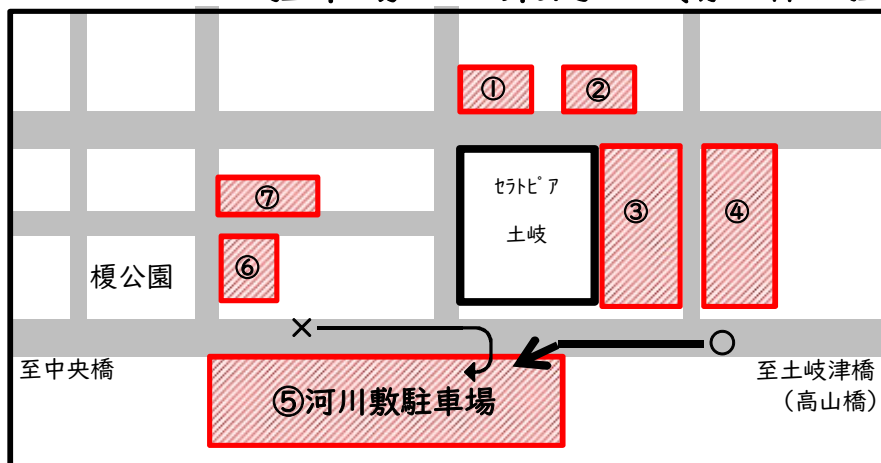 ①
②
セラトピア
土岐
③
④
⑦
⑥
榎公園
×
○
至中央橋
⑤河川敷駐車場
至土岐津橋
(高山橋)